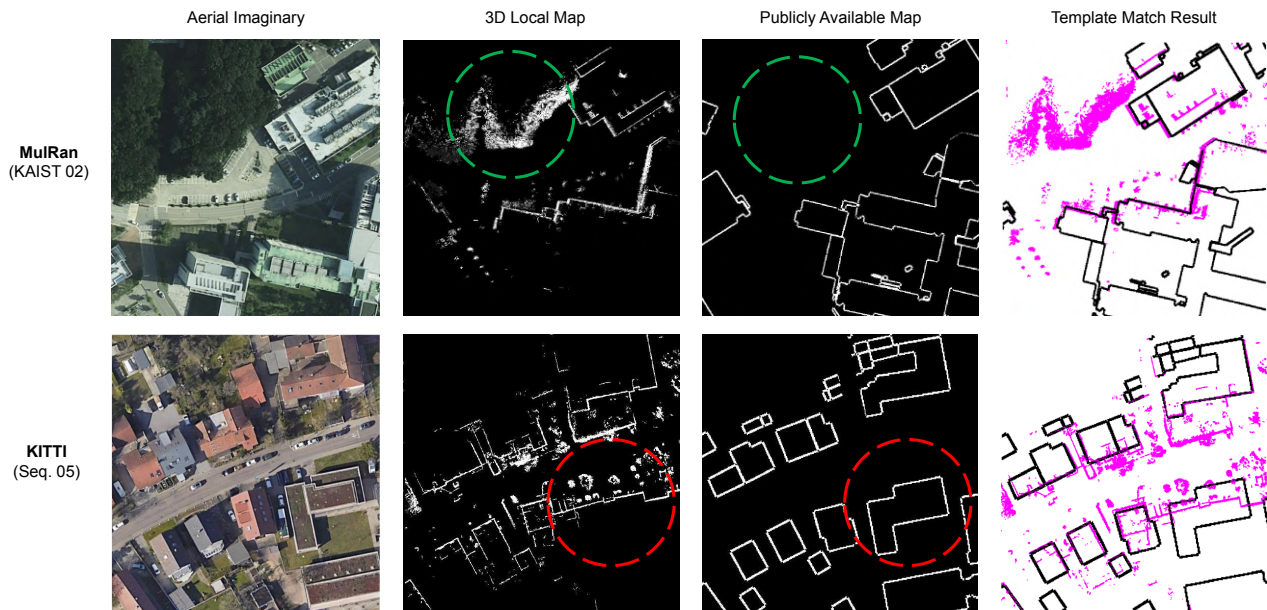 Aerial Imaginary
3D Local Map
Publicly Available Map
Template Match Result
MulRan
(KAIST 02)
KITTI
(Seq. 05)